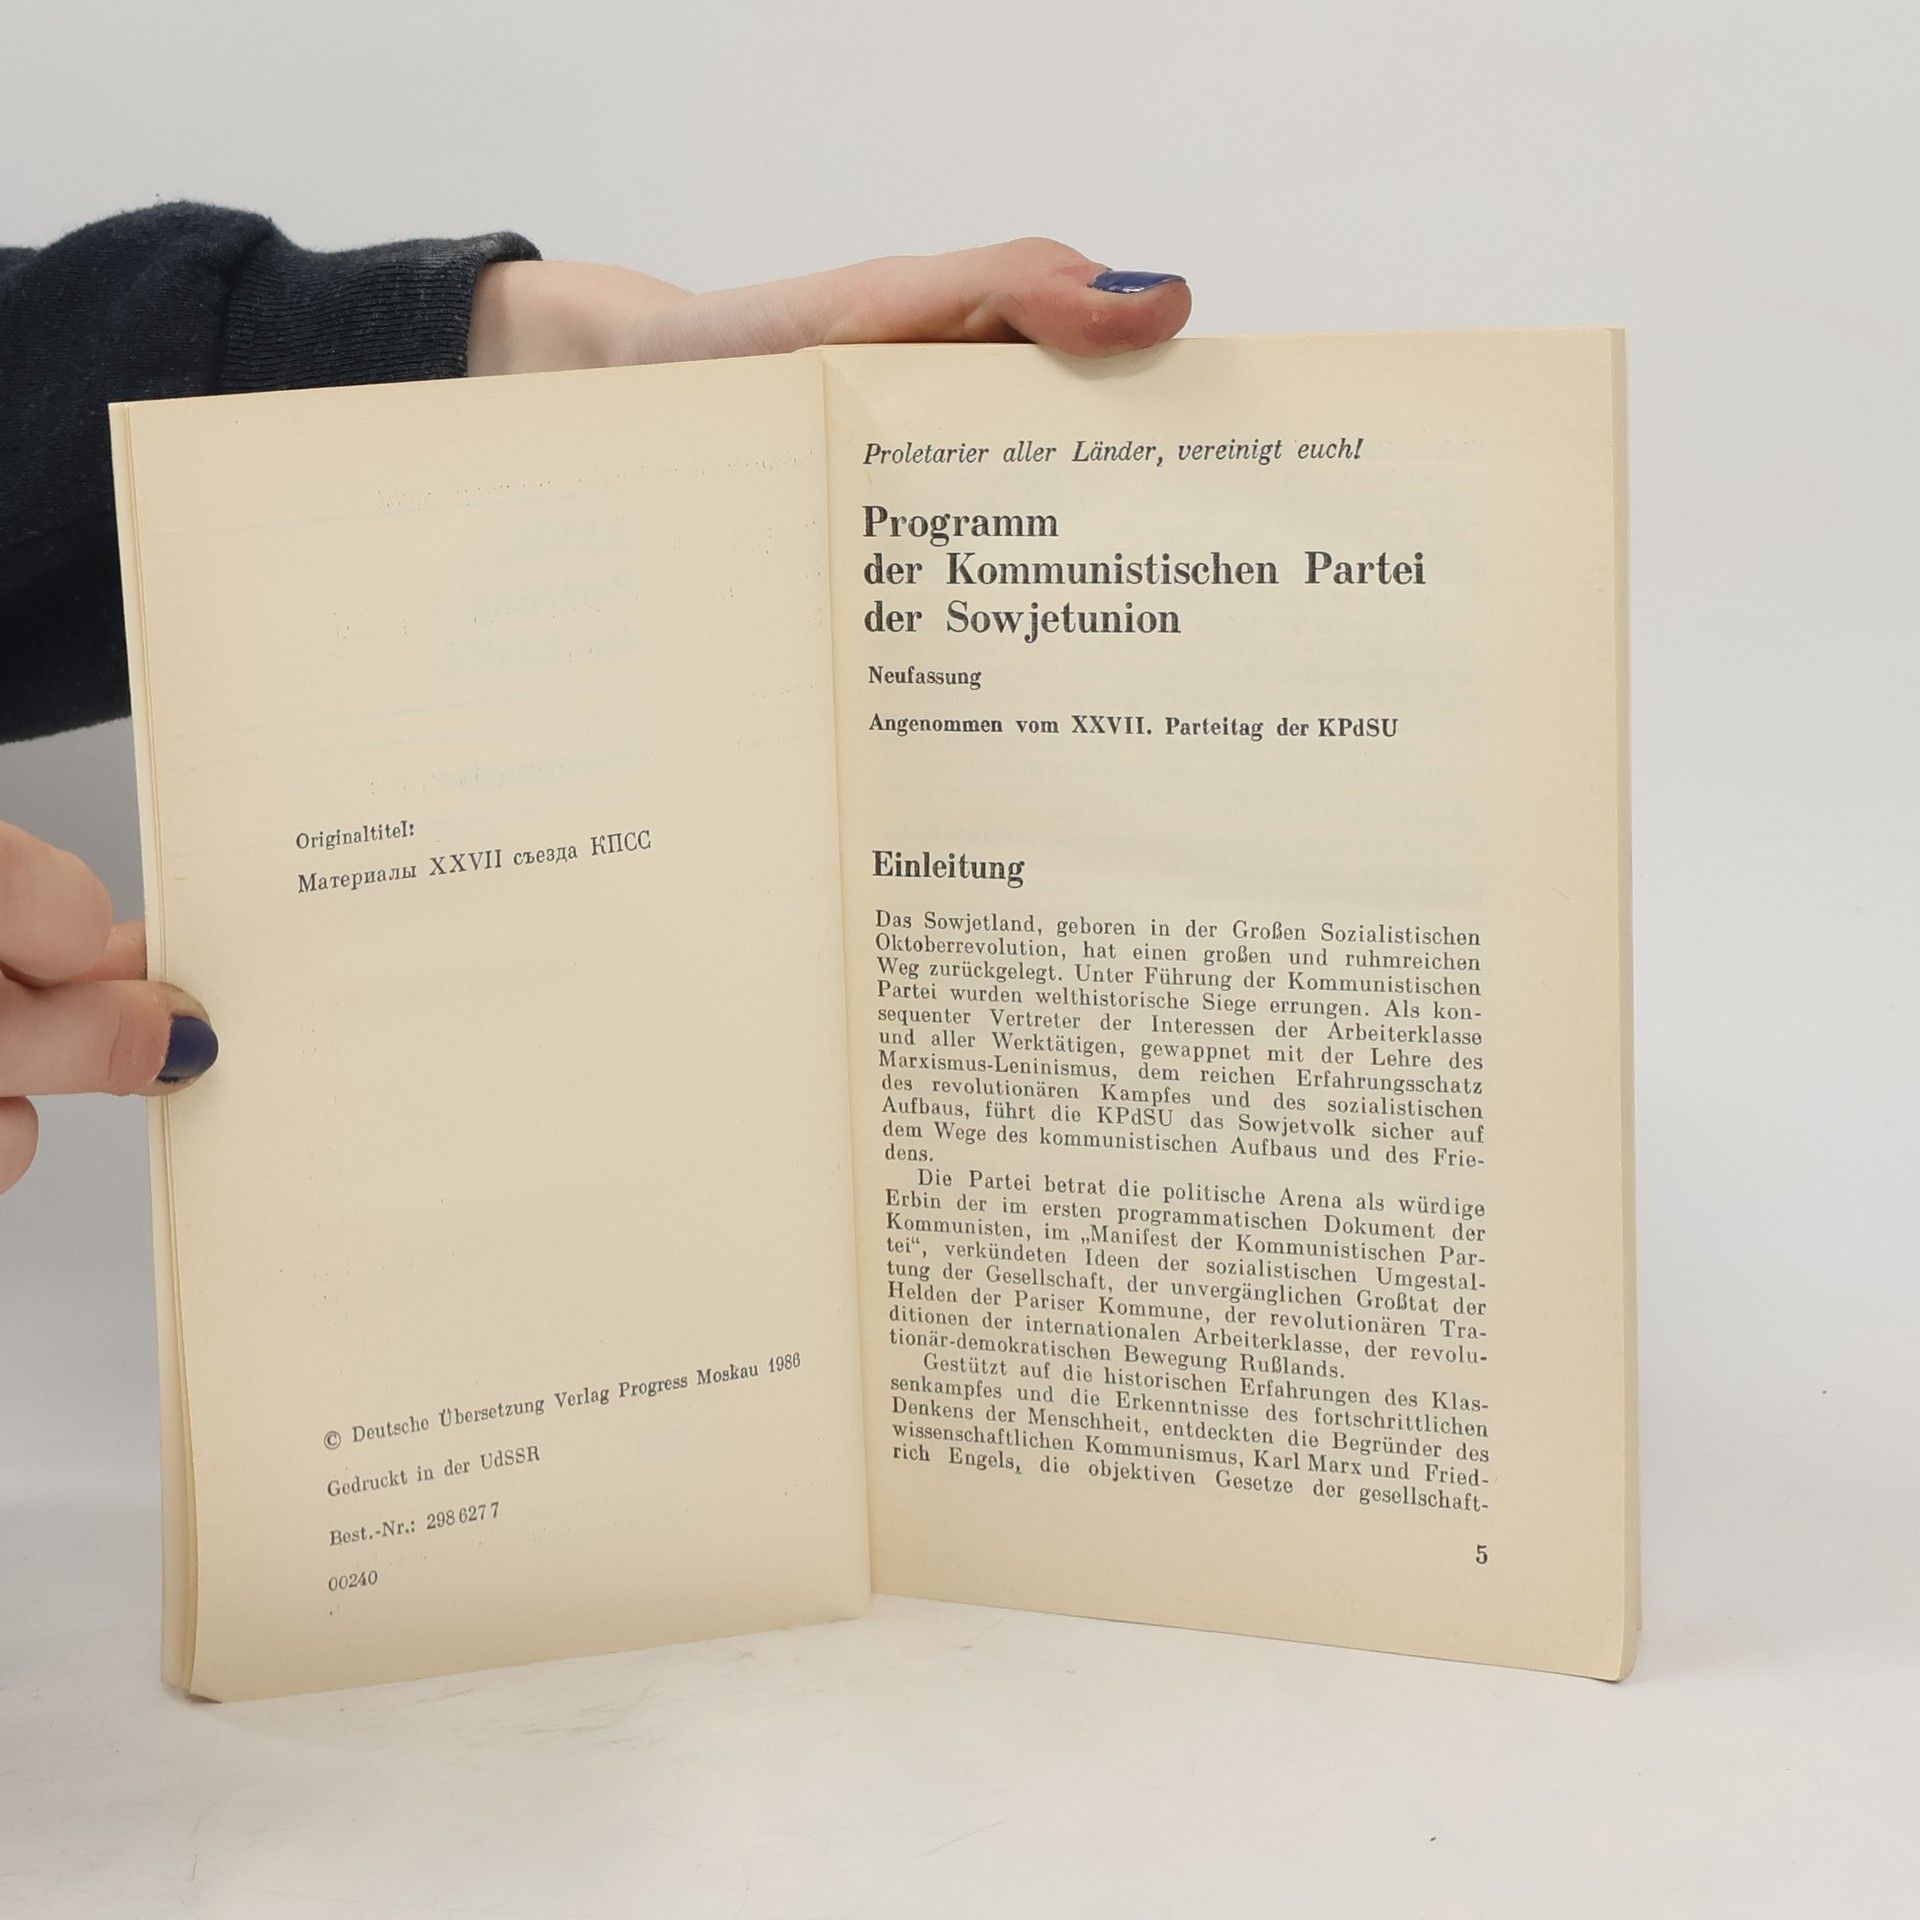 Originaltitel:
Материалы XXVII съезда КПСС
© Deutsche Übersetzung Verlag Progress Moskau 1986
Gedruckt in der UdSSR
Best.-Nr.: 298 627 7
00240
Proletarier aller Länder, vereinigt euch!
Programm
der Kommunistischen Partei
der Sowjetunion
Neufassung
Angenommen vom XXVII. Parteitag der KPdSU
Einleitung
Das Sowjetland, geboren in der Großen Sozialistischen
Oktoberrevolution, hat einen großen und ruhmreichen
Weg zurückgelegt. Unter Führung der Kommunistischen
Partei wurden welthistorische Siege errungen. Als kon-
sequenter Vertreter der Interessen der Arbeiterklasse
und aller Werktätigen, gewappnet mit der Lehre des
Marxismus-Leninismus, dem reichen Erfahrungsschatz
des revolutionären Kampfes und des sozialistischen
Aufbaus, führt die KPdSU das Sowjetvolk sicher auf
dem Wege des kommunistischen Aufbaus und des Frie-
dens.
Die Partei betrat die politische Arena als würdige
Erbin der im ersten programmatischen Dokument der
Kommunisten, im „Manifest der Kommunistischen Par-
tei“, verkündeten Ideen der sozialistischen Umgestal-
tung der Gesellschaft, der unvergänglichen Großtat der
Helden der Pariser Kommune, der revolutionären Tra-
ditionen der internationalen Arbeiterklasse, der revolu-
tionär-demokratischen Bewegung Rußlands.
Gestützt auf die historischen Erfahrungen des Klas-
senkampfes und die Erkenntnisse des fortschrittlichen
Denkens der Menschheit, entdeckten die Begründer des
wissenschaftlichen Kommunismus, Karl Marx und Fried-
rich Engels, die objektiven Gesetze der gesellschaft-
5